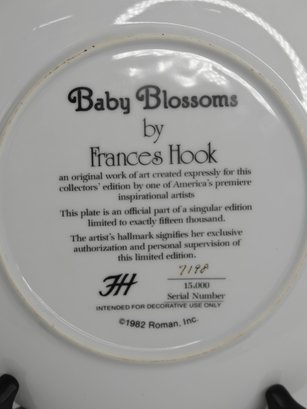 Baby Blossoms
by
Frances Hook
an original work of art created expressly for this
collectors' edition by one of America's premiere
inspirational artists
This plate is an official part of a singular edition
limited to exactly fifteen thousand.
The artist's hallmark signifies her exclusive
authorization and personal supervision of
this limited edition.
FH 7198
15,000
Serial Number
INTENDED FOR DECORATIVE USE ONLY
©1982 Roman, Inc.